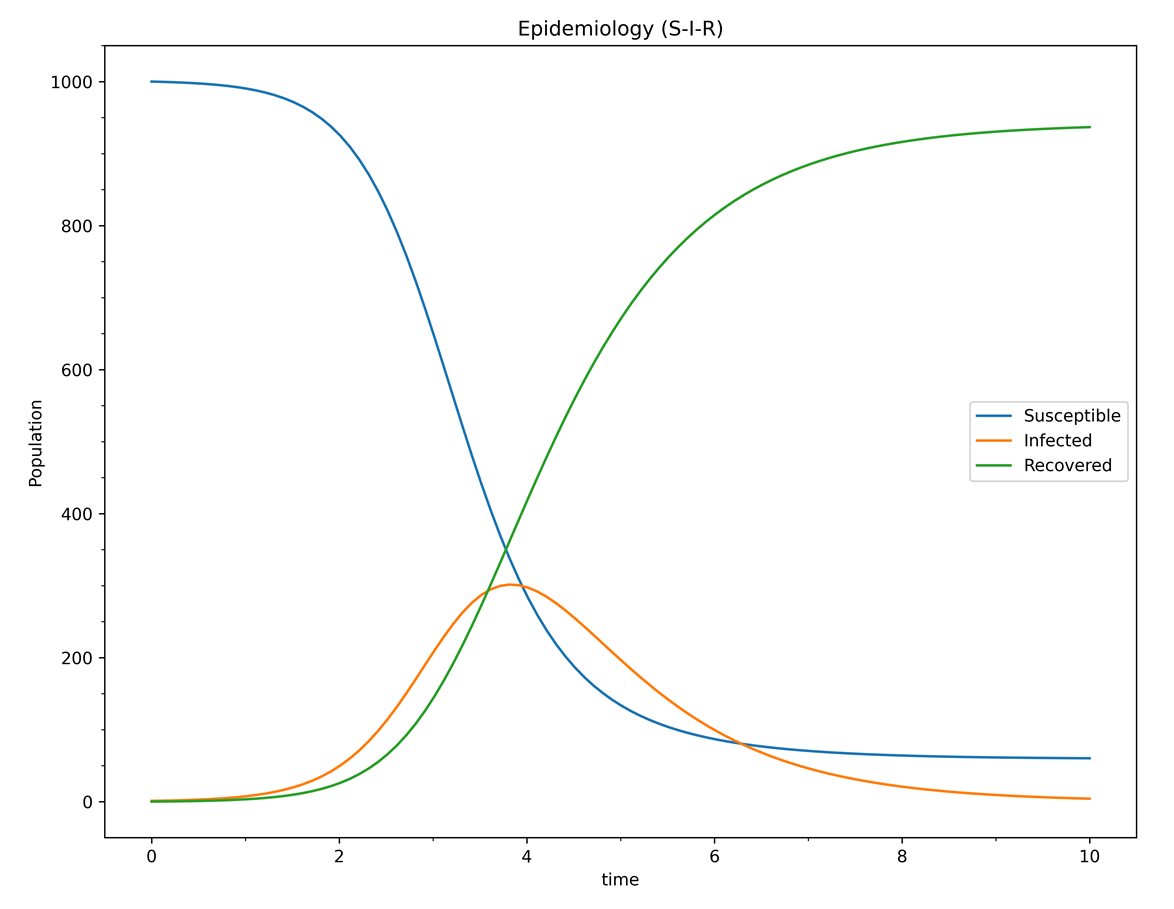 Epidemiology (S-I-R)
1000
800
600
400
200
0
Population
Susceptible
Infected
Recovered
0 2 4 6 8 10
time